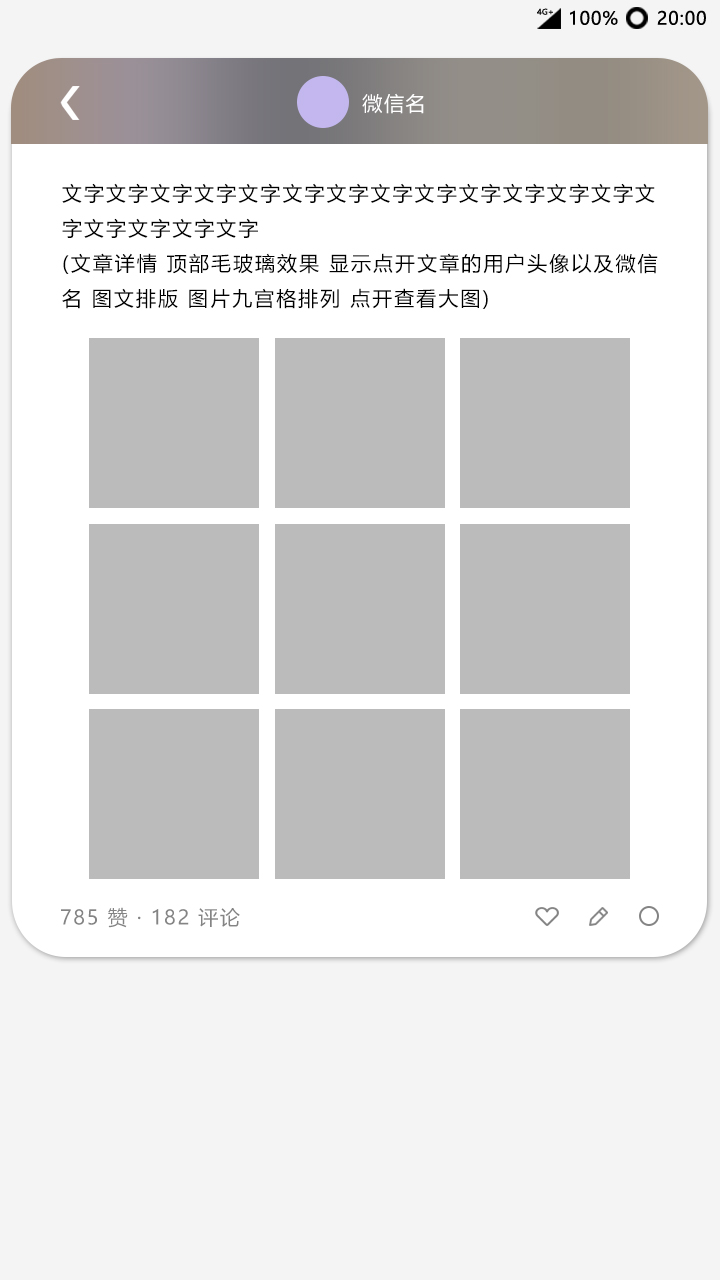 4G+ 100% 20:00
微信名
文字文字文字文字文字文字文字文字文字文字文字文字文字文
字文字文字文字文字
(文章详情 顶部毛玻璃效果 显示点开文章的用户头像以及微信
名 图文排版 图片九宫格排列 点开查看大图)
785 赞 · 182 评论